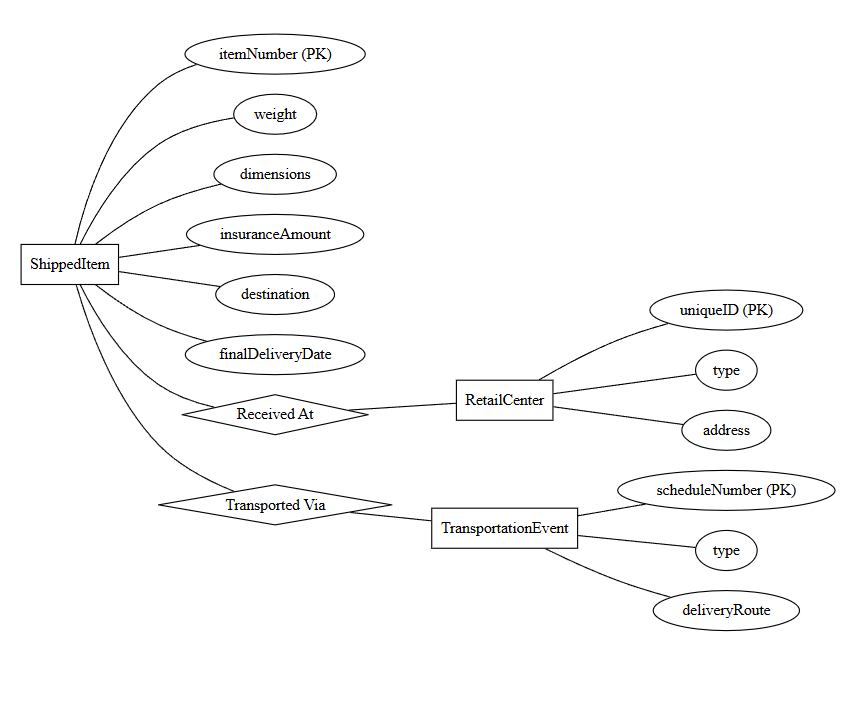 itemNumber (PK)
weight
dimensions
insuranceAmount
ShippedItem
destination
uniqueID (PK)
finalDeliveryDate
type
RetailCenter
Received At
address
scheduleNumber (PK)
Transported Via
TransportationEvent
type
deliveryRoute